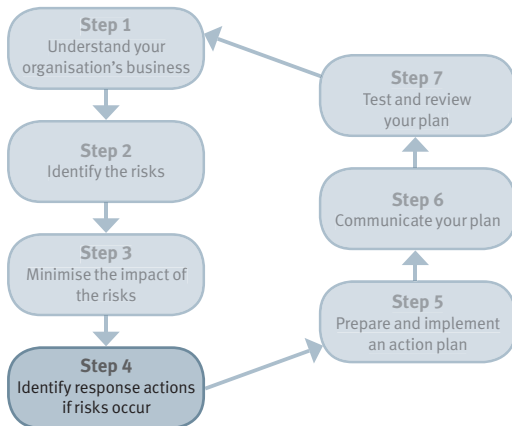 Step 1
Understand your
organisation's business
Step 2
Identify the risks
Step 3
Minimise the impact of
the risks
Step 4
Identify response actions
if risks occur
Step 5
Prepare and implement
an action plan
Step 6
Communicate your plan
Step 7
Test and review
your plan